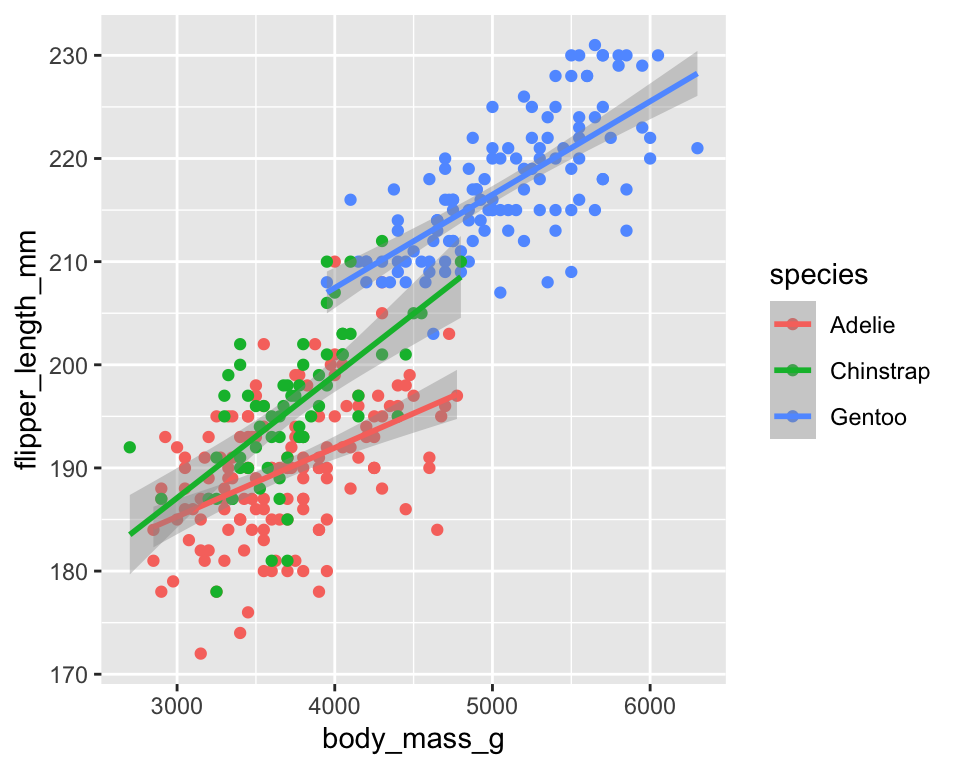 230
220
210
200
190
180
170
flipper_length_mm
3000
4000
5000
6000
body_mass_g
species
Adelie
Chinstrap
Gentoo